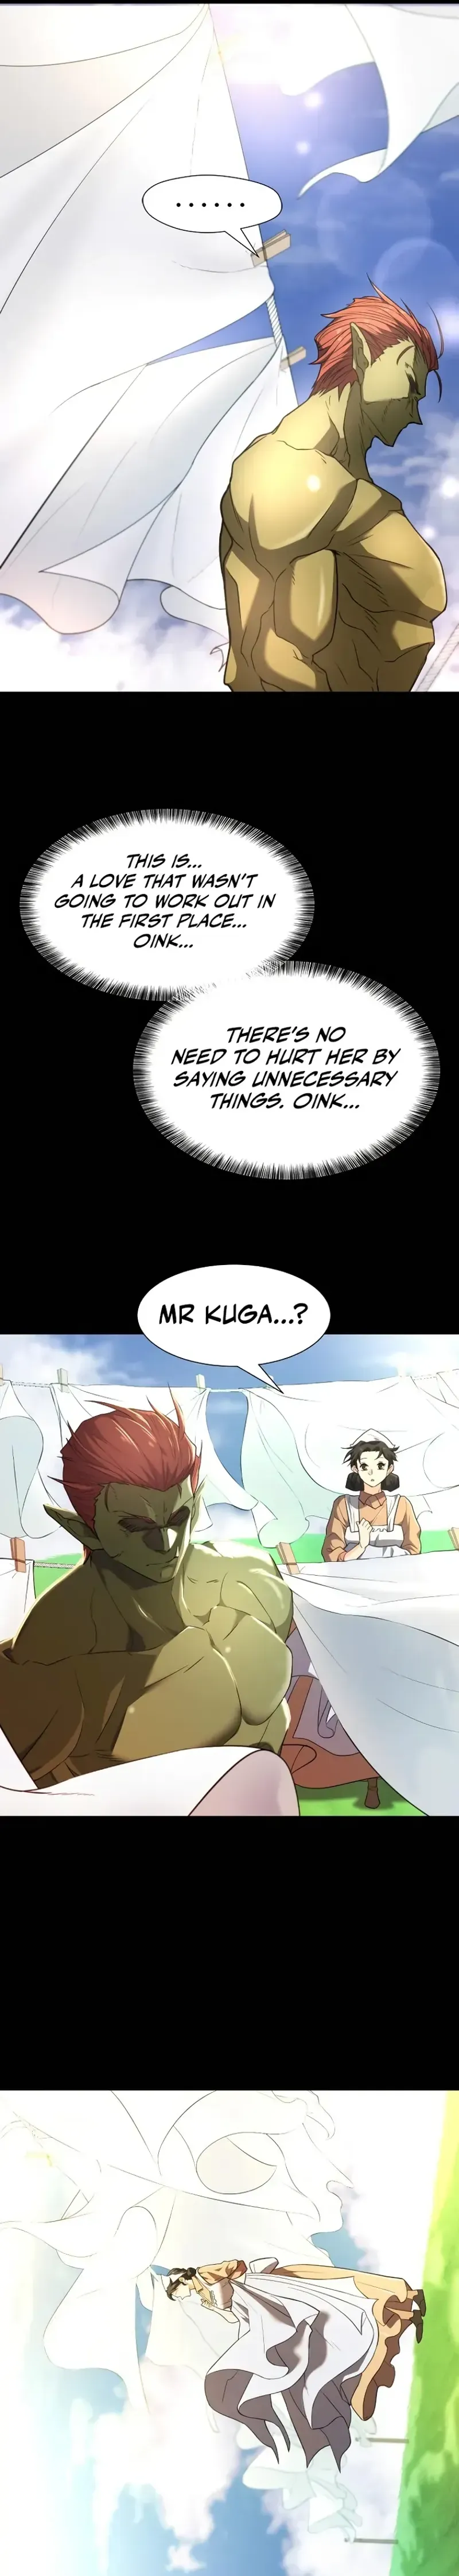 ......
THIS IS...
A LOVE THAT WASN'T
GOING TO WORK OUT IN
THE FIRST PLACE...
OINK...
THERE'S NO
NEED TO HURT HER BY
SAYING UNNECESSARY
THINGS. OINK...
MR KUGA...?